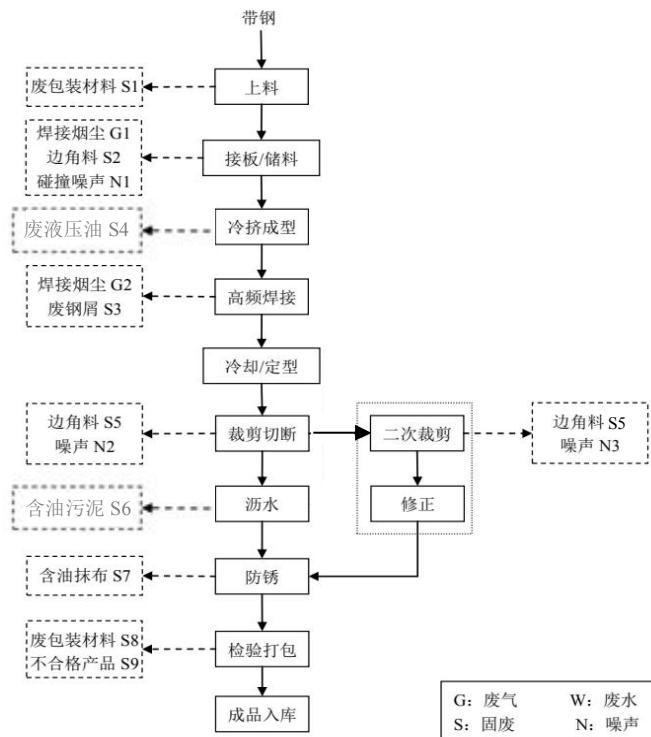 带钢
废包装材料 S1
上料
焊接烟尘 G1
边角料 S2
碰撞噪声 N1
接板/储料
废液压油 S4
冷挤成型
焊接烟尘 G2
废钢屑 S3
高频焊接
冷却/定型
边角料 S5
噪声 N2
裁剪切断
二次裁剪
边角料 S5
噪声 N3
含油污泥 S6
沥水
修正
含油抹布 S7
防锈
废包装材料 S8
不合格产品 S9
检验打包
成品入库
G：废气 W：废水
S：固废 N：噪声